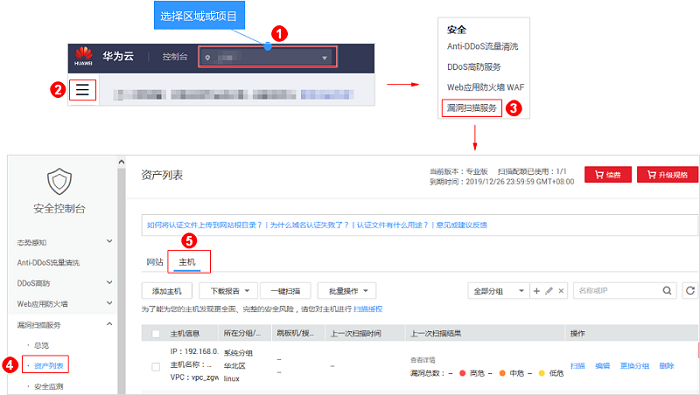 选择区域或项目
1
HUAWEI 华为云 控制台
2
安全
Anti-DDoS流量清洗
DDoS高防服务
Web应用防火墙 WAF
漏洞扫描服务 3
安全控制台
态势感知
Anti-DDoS流量清洗
DDoS高防
Web应用防火墙
漏洞扫描服务
· 总览
4 · 资产列表
· 安全监测
资产列表
当前版本：专业版 扫描配额已使用：1/1
到期时间：2019/12/26 23:59:59 GMT+08:00
续费 升级规格
如何将认证文件上传到网站根目录？ | 为什么域名认证失败了？ | 认证文件有什么用途？ | 意见或建议反馈
5
网站 主机
添加主机 下载报告 一键扫描 批量操作 全部分组 名称或IP
为了能为您的主机发现更全面、完整的安全风险，请您对主机进行 扫描授权
主机信息 所在分组/... 跳板机/授... 上一次扫描时间 上一次扫描结果 操作
IP：192.168.0. 系统分组 -- 查看详情
主机名称：... 华北区 -- -- 漏洞总数： -- 高危 -- 中危 -- 低危 扫描 编辑 更换分组 删除
VPC：vpc_zgw linux